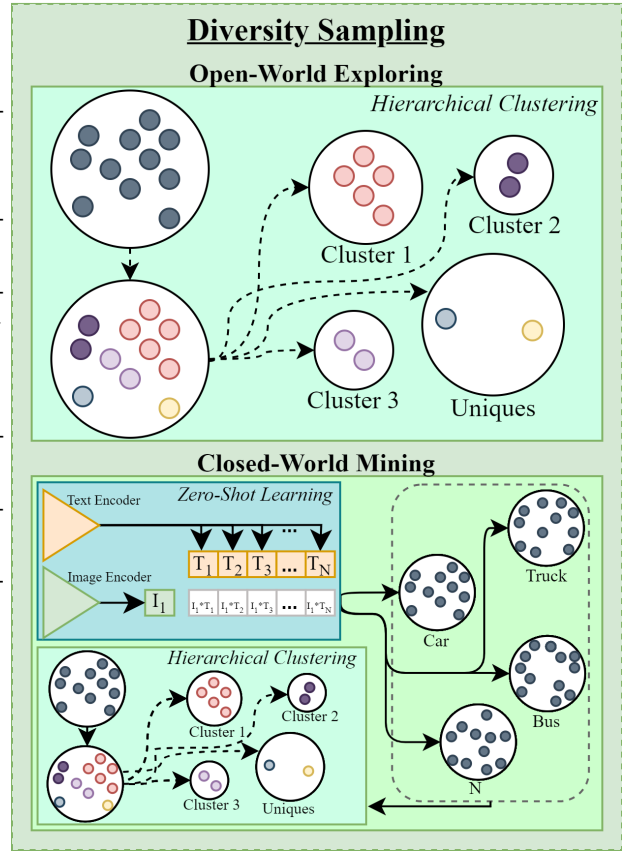 Diversity Sampling
Open-World Exploring
Hierarchical Clustering
Cluster 1
Cluster 2
Cluster 3
Uniques
Closed-World Mining
Text Encoder
Zero-Shot Learning
...
T1 T2 T3 ... TN
Image Encoder
I1
I1*T1 I1*T2 I1*T3 ... I1*TN
Truck
Car
Bus
N
Hierarchical Clustering
Cluster 1
Cluster 2
Cluster 3
Uniques